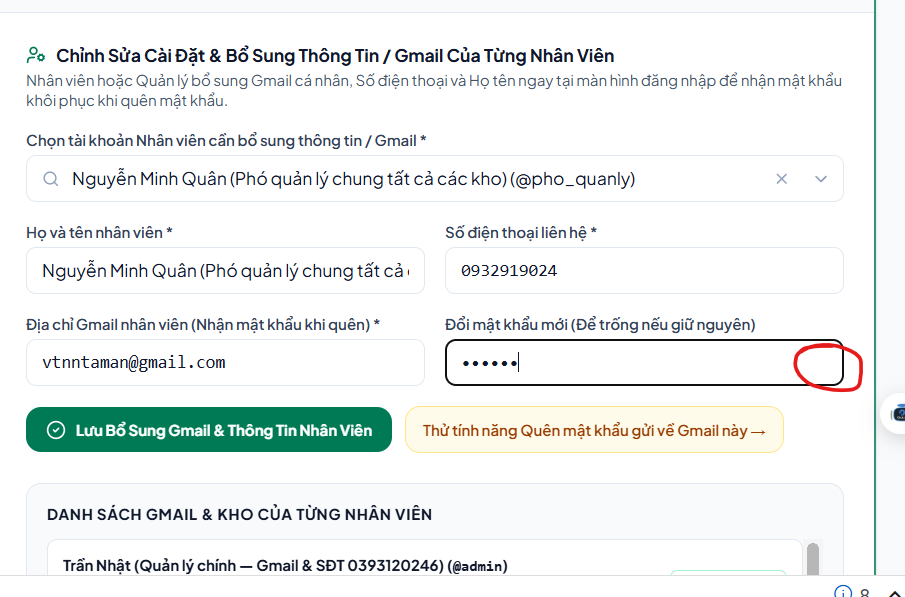 Chỉnh Sửa Cài Đặt & Bổ Sung Thông Tin / Gmail Của Từng Nhân Viên
Nhân viên hoặc Quản lý bổ sung Gmail cá nhân, Số điện thoại và Họ tên ngay tại màn hình đăng nhập để nhận mật khẩu
khôi phục khi quên mật khẩu.
Chọn tài khoản Nhân viên cần bổ sung thông tin / Gmail *
Nguyễn Minh Quân (Phó quản lý chung tất cả các kho) (@pho_quanly)
Họ và tên nhân viên *
Số điện thoại liên hệ *
Nguyễn Minh Quân (Phó quản lý chung tất cả
0932919024
Địa chỉ Gmail nhân viên (Nhận mật khẩu khi quên) *
Đổi mật khẩu mới (Để trống nếu giữ nguyên)
vtnntaman@gmail.com
••••••
Lưu Bổ Sung Gmail & Thông Tin Nhân Viên
Thử tính năng Quên mật khẩu gửi về Gmail này →
DANH SÁCH GMAIL & KHO CỦA TỪNG NHÂN VIÊN
Trần Nhật (Quản lý chính — Gmail & SĐT 0393120246) (@admin)